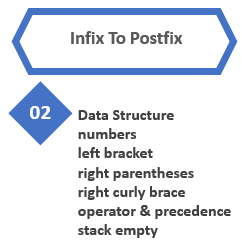 Infix To Postfix
02
Data Structure
numbers
left bracket
right parentheses
right curly brace
operator & precedence
stack empty